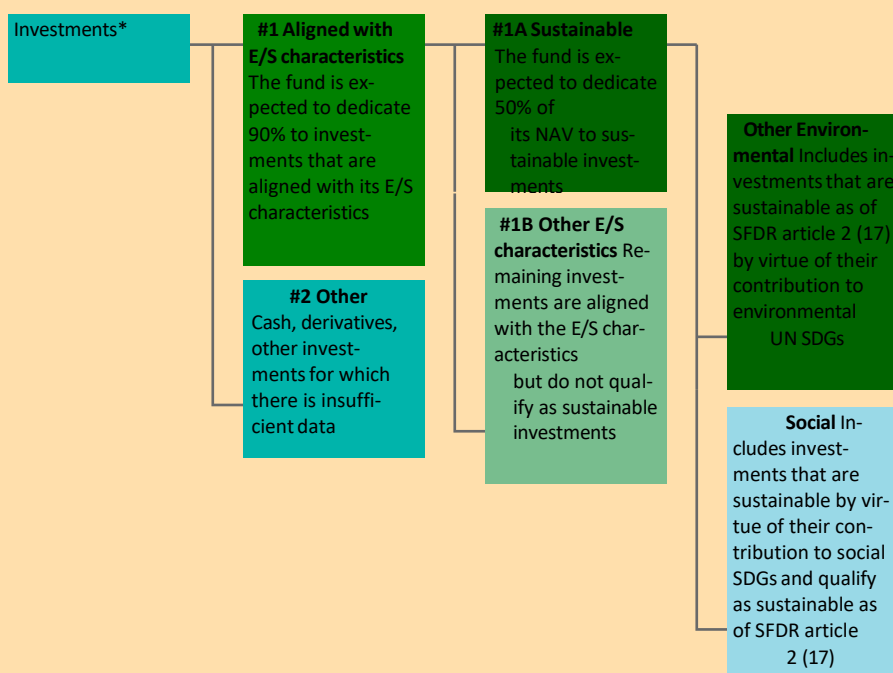 Investments*
#1 Aligned with
E/S characteristics
The fund is ex-
pected to dedicate
90% to invest-
ments that are
aligned with its E/S
characteristics
#2 Other
Cash, derivatives,
other invest-
ments for which
there is insuffi-
cient data
#1A Sustainable
The fund is ex-
pected to dedicate
50% of
its NAV to sus-
tainable invest-
ments
#1B Other E/S
characteristics Re-
maining invest-
ments are aligned
with the E/S char-
acteristics
but do not qual-
ify as sustainable
investments
Other Environ-
mental Includes in-
vestments that are
sustainable as of
SFDR article 2 (17)
by virtue of their
contribution to
environmental
UN SDGs
Social In-
cludes invest-
ments that are
sustainable by vir-
tue of their con-
tribution to social
SDGs and qualify
as sustainable as
of SFDR article
2 (17)